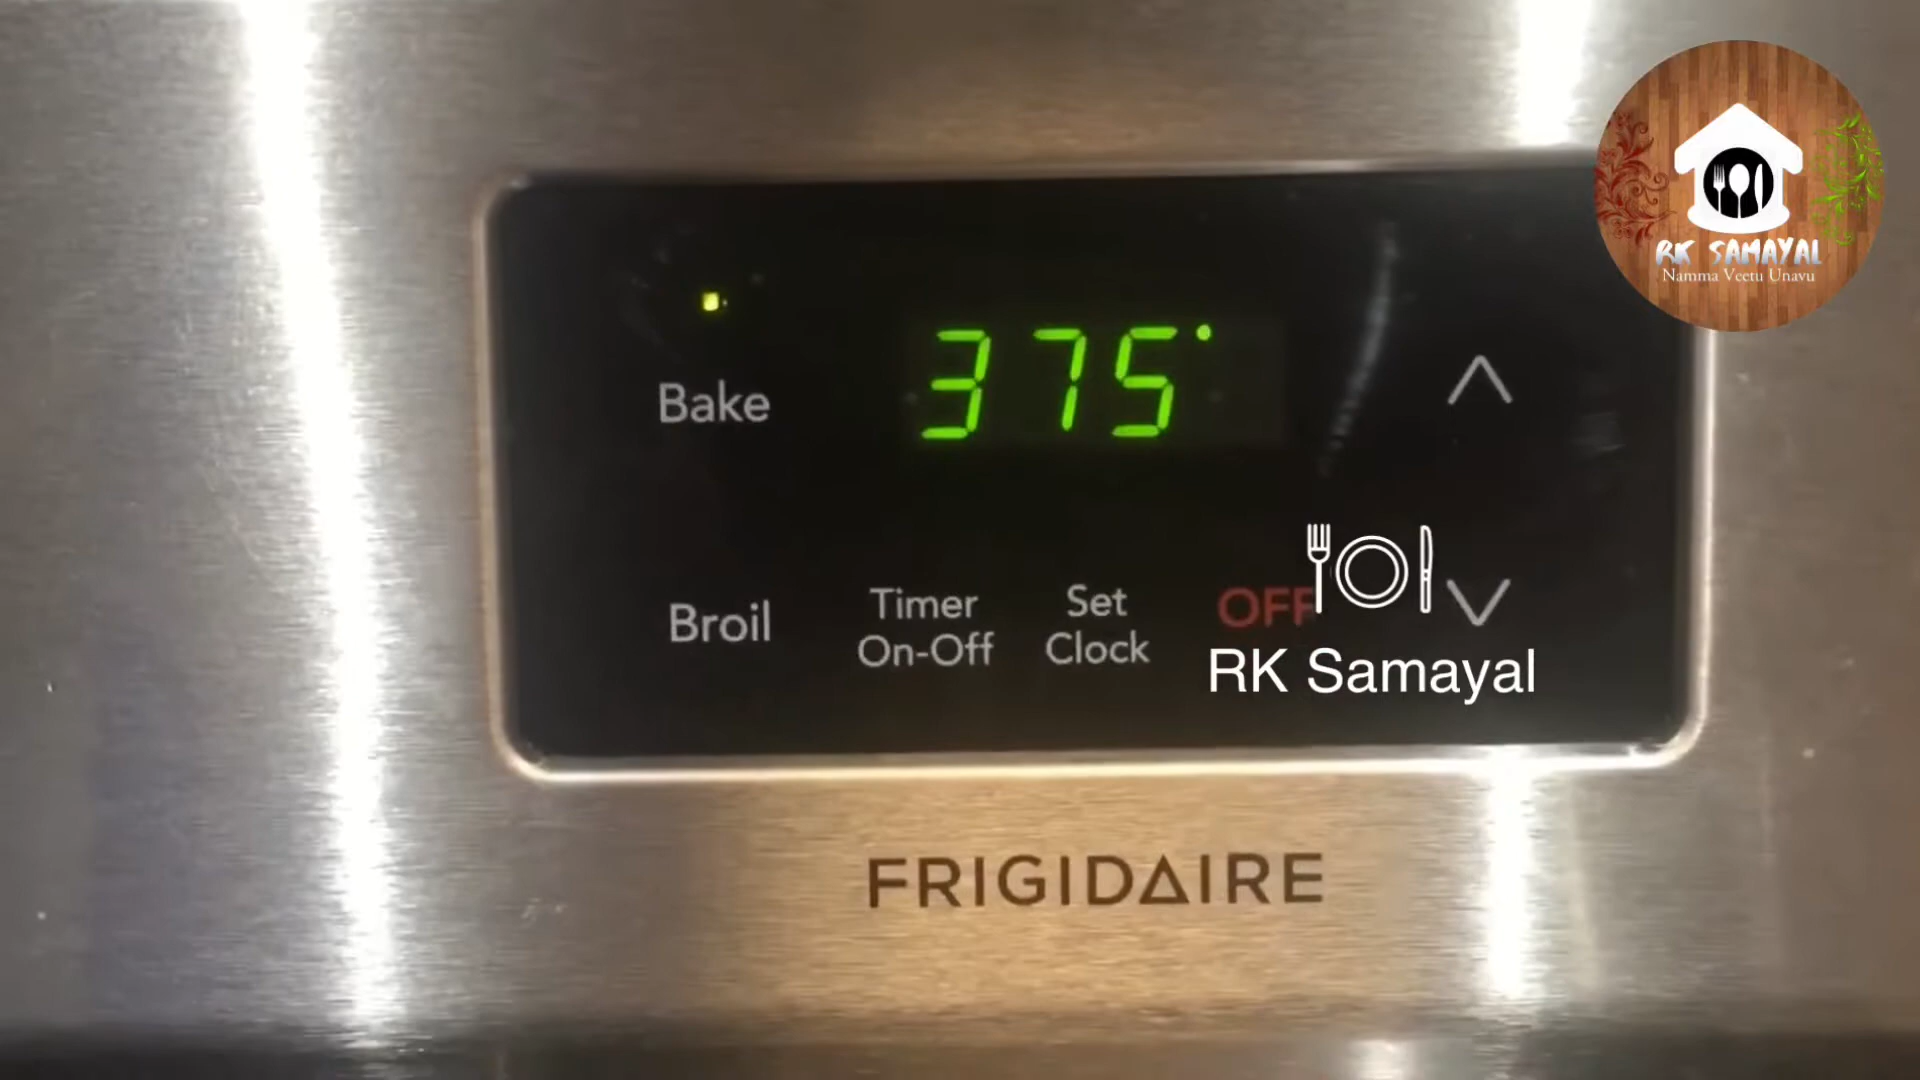 RK SAMAYAL
Namma Veetu Unavu
375°
Bake
Broil
Timer
On-Off
Set
Clock
OFF
RK Samayal
FRIGIDAIRE